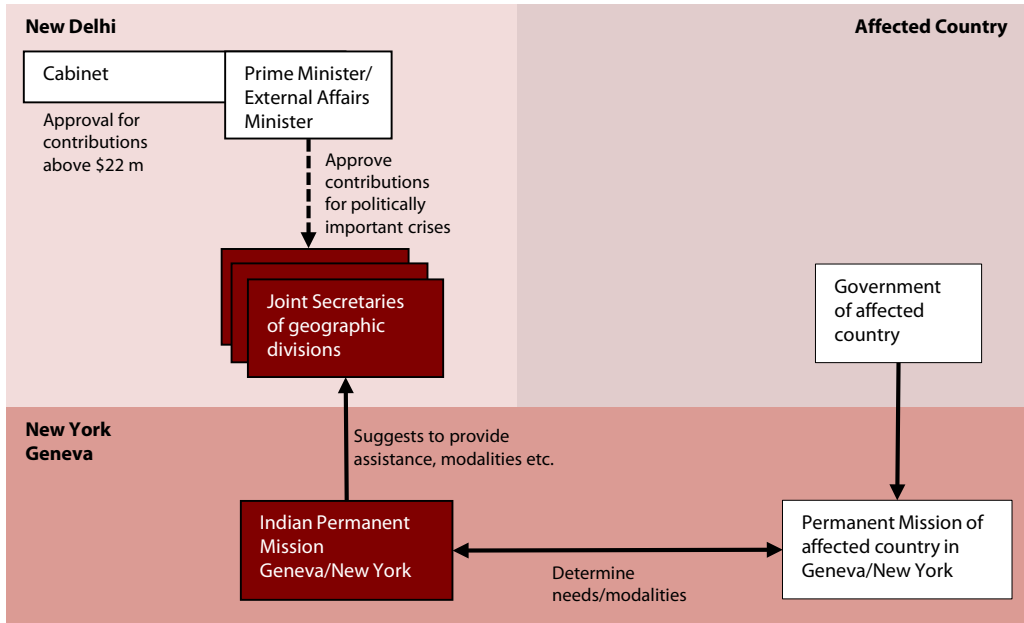 New Delhi
Affected Country
Cabinet
Prime Minister/
External Affairs
Minister
Approval for
contributions
above $22 m
Approve
contributions
for politically
important crises
Joint Secretaries
of geographic
divisions
Government
of affected
country
New York
Geneva
Suggests to provide
assistance, modalities etc.
Indian Permanent
Mission
Geneva/New York
Determine
needs/modalities
Permanent Mission of
affected country in
Geneva/New York